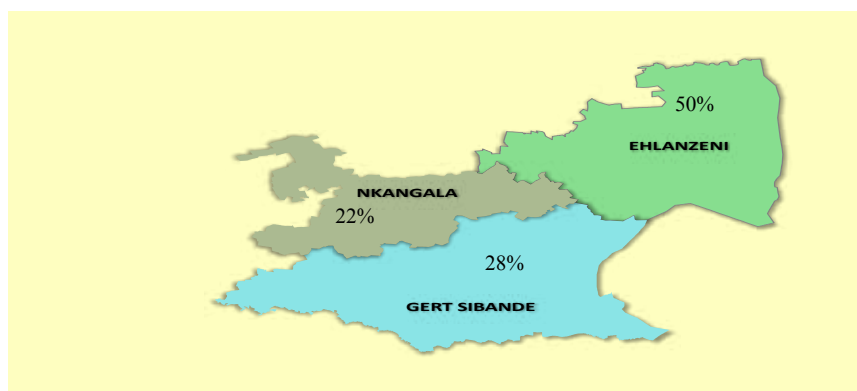 50%
EHLANZENI
NKANGALA
22%
28%
GERT SIBANDE